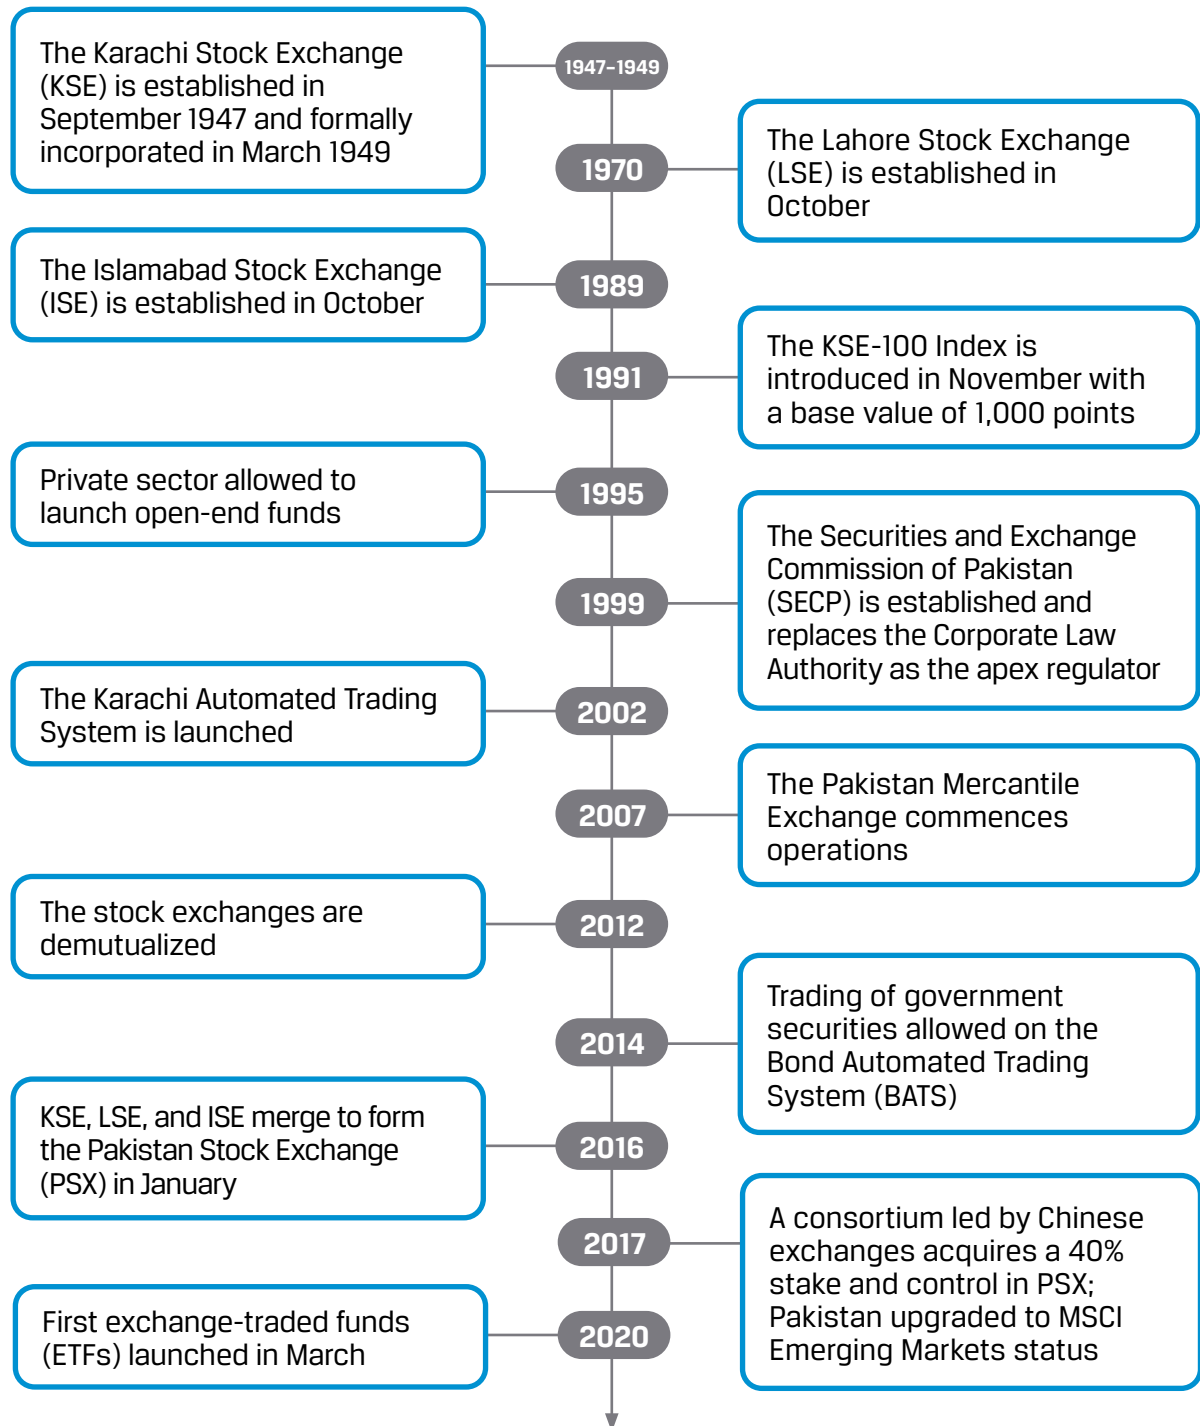 The Karachi Stock Exchange
(KSE) is established in
September 1947 and formally
incorporated in March 1949
1947–1949
1970
The Lahore Stock Exchange
(LSE) is established in
October
The Islamabad Stock Exchange
(ISE) is established in October
1989
1991
The KSE-100 Index is
introduced in November with
a base value of 1,000 points
Private sector allowed to
launch open-end funds
1995
1999
The Securities and Exchange
Commission of Pakistan
(SECP) is established and
replaces the Corporate Law
Authority as the apex regulator
The Karachi Automated Trading
System is launched
2002
2007
The Pakistan Mercantile
Exchange commences
operations
The stock exchanges are
demutualized
2012
2014
Trading of government
securities allowed on the
Bond Automated Trading
System (BATS)
KSE, LSE, and ISE merge to form
the Pakistan Stock Exchange
(PSX) in January
2016
2017
A consortium led by Chinese
exchanges acquires a 40%
stake and control in PSX;
Pakistan upgraded to MSCI
Emerging Markets status
First exchange-traded funds
(ETFs) launched in March
2020